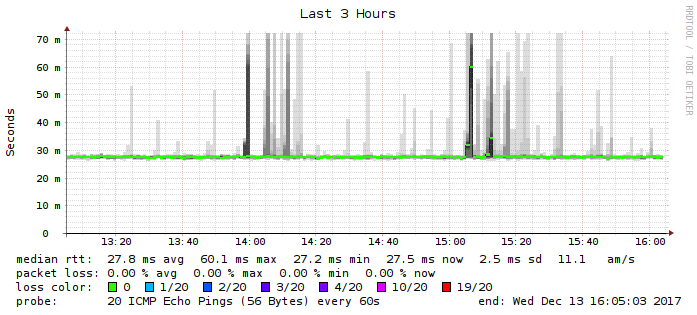 Last 3 Hours
RRDTOOL / TOBI OETIKER
Seconds
70 m
60 m
50 m
40 m
30 m
20 m
10 m
0
13:20 13:40 14:00 14:20 14:40 15:00 15:20 15:40 16:00
median rtt: 27.8 ms avg 60.1 ms max 27.2 ms min 27.5 ms now 2.5 ms sd 11.1 am/s
packet loss: 0.00 % avg 0.00 % max 0.00 % min 0.00 % now
loss color: 0 1/20 2/20 3/20 4/20 10/20 19/20
probe: 20 ICMP Echo Pings (56 Bytes) every 60s end: Wed Dec 13 16:05:03 2017